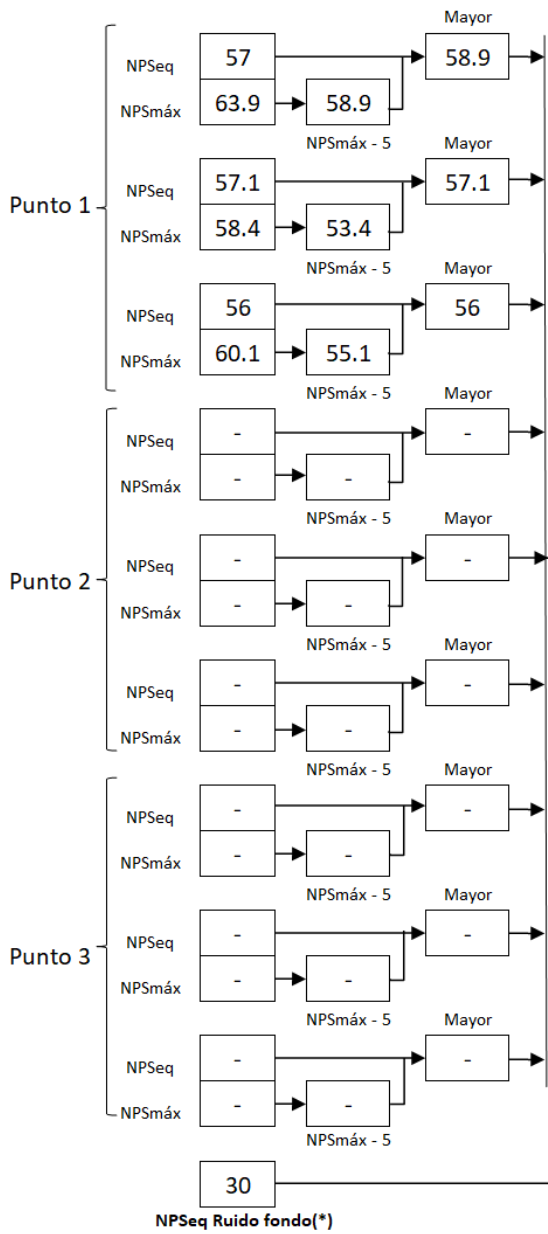 Mayor
NPSeq 57 58.9
NPSmáx 63.9 58.9
NPSmáx - 5
Mayor
NPSeq 57.1 57.1
Punto 1
NPSmáx 58.4 53.4
NPSmáx - 5
Mayor
NPSeq 56 56
NPSmáx 60.1 55.1
NPSmáx - 5
Mayor
NPSeq - -
NPSmáx - -
NPSmáx - 5
Mayor
NPSeq - -
Punto 2
NPSmáx - -
NPSmáx - 5
Mayor
NPSeq - -
NPSmáx - -
NPSmáx - 5
Mayor
NPSeq - -
NPSmáx - -
NPSmáx - 5
Mayor
NPSeq - -
Punto 3
NPSmáx - -
NPSmáx - 5
Mayor
NPSeq - -
NPSmáx - -
NPSmáx - 5
30
NPSeq Ruido fondo(*)